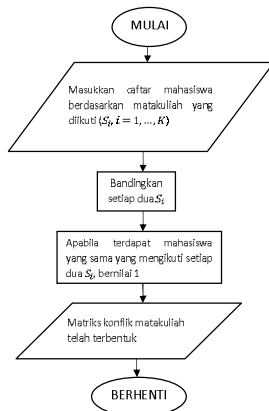 MULAI
Masukkan caftar mahasiswa
berdasarkan matakuliah yang
diikuti (Sᵢ, i = 1, ..., K)
Bandingkan
setiap dua Sᵢ
Apabila terdapat mahasiswa
yang sama yang mengikuti setiap
dua Sᵢ, bernilai 1
Matriks konflik matakuliah
telah terbentuk
BERHENTI